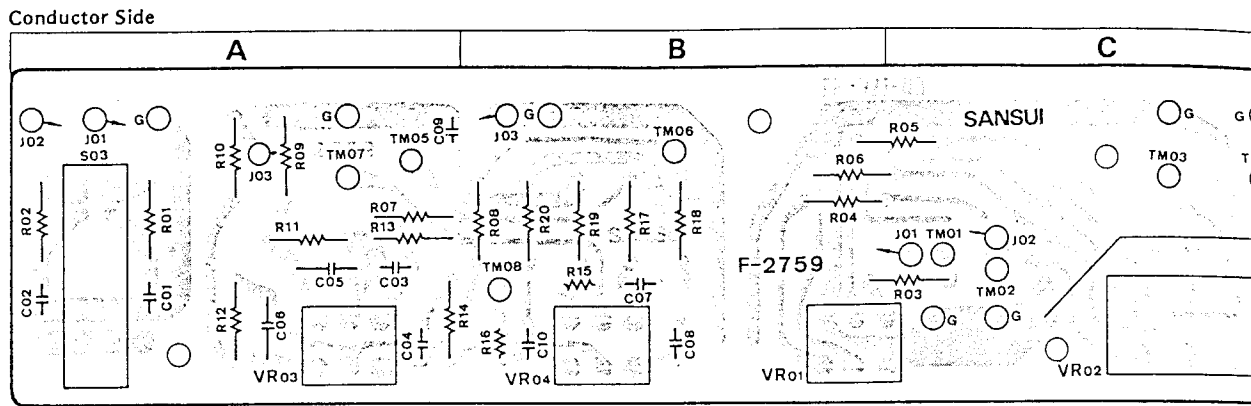 Conductor Side
A B C
J02 J01 G G C09 J03 G TM06 R05 SANSUI G G
S03 R10 J03 R09 TM07 TM05 R06 TM03 T
R02 R01 R07 R08 R20 R19 R17 R18 R04
R11 R13 J01 TM01 J02
C05 C03 TM08 R15 C07 F-2759 R03 TM02
C02 C01 R12 C06 C04 R14 R16 C10 C08 G G
VR03 VR04 VR01 VR02